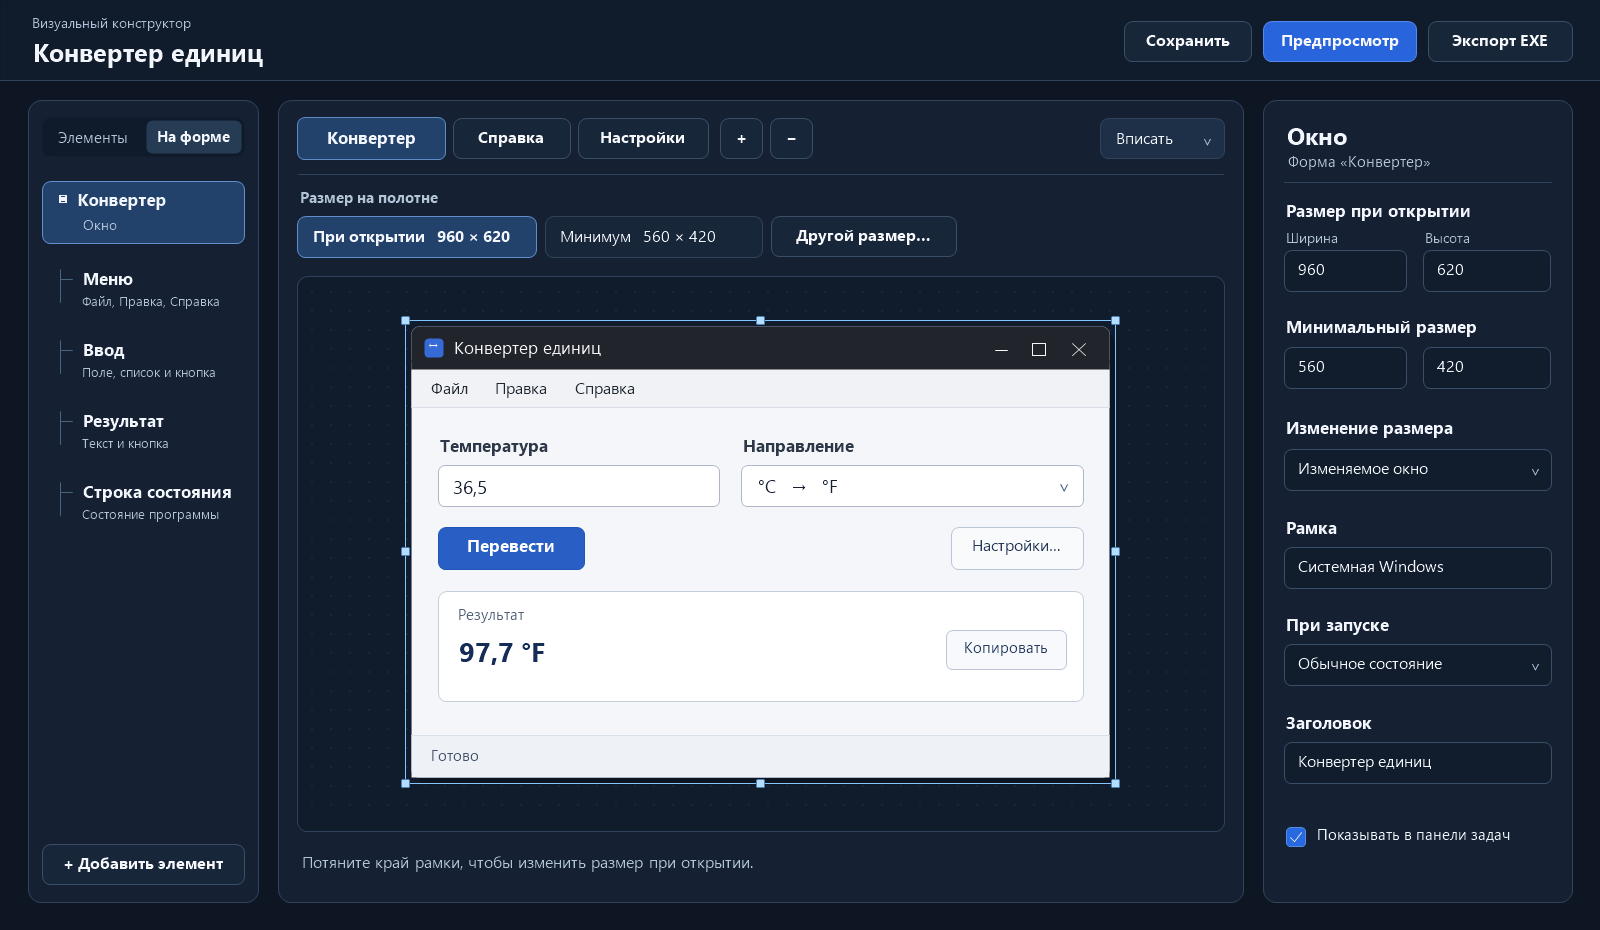 Визуальный конструктор
Конвертер единиц
Сохранить
Предпросмотр
Экспорт EXE
Элементы
На форме
Конвертер
Окно
Меню
Файл, Правка, Справка
Ввод
Поле, список и кнопка
Результат
Текст и кнопка
Строка состояния
Состояние программы
+ Добавить элемент
Конвертер
Справка
Настройки
+
−
Вписать
Размер на полотне
При открытии 960 × 620
Минимум 560 × 420
Другой размер...
Конвертер единиц
Файл
Правка
Справка
Температура
Направление
36,5
°C → °F
Перевести
Настройки...
Результат
97,7 °F
Копировать
Готово
Потяните край рамки, чтобы изменить размер при открытии.
Окно
Форма «Конвертер»
Размер при открытии
Ширина
Высота
960
620
Минимальный размер
560
420
Изменение размера
Изменяемое окно
Рамка
Системная Windows
При запуске
Обычное состояние
Заголовок
Конвертер единиц
Показывать в панели задач